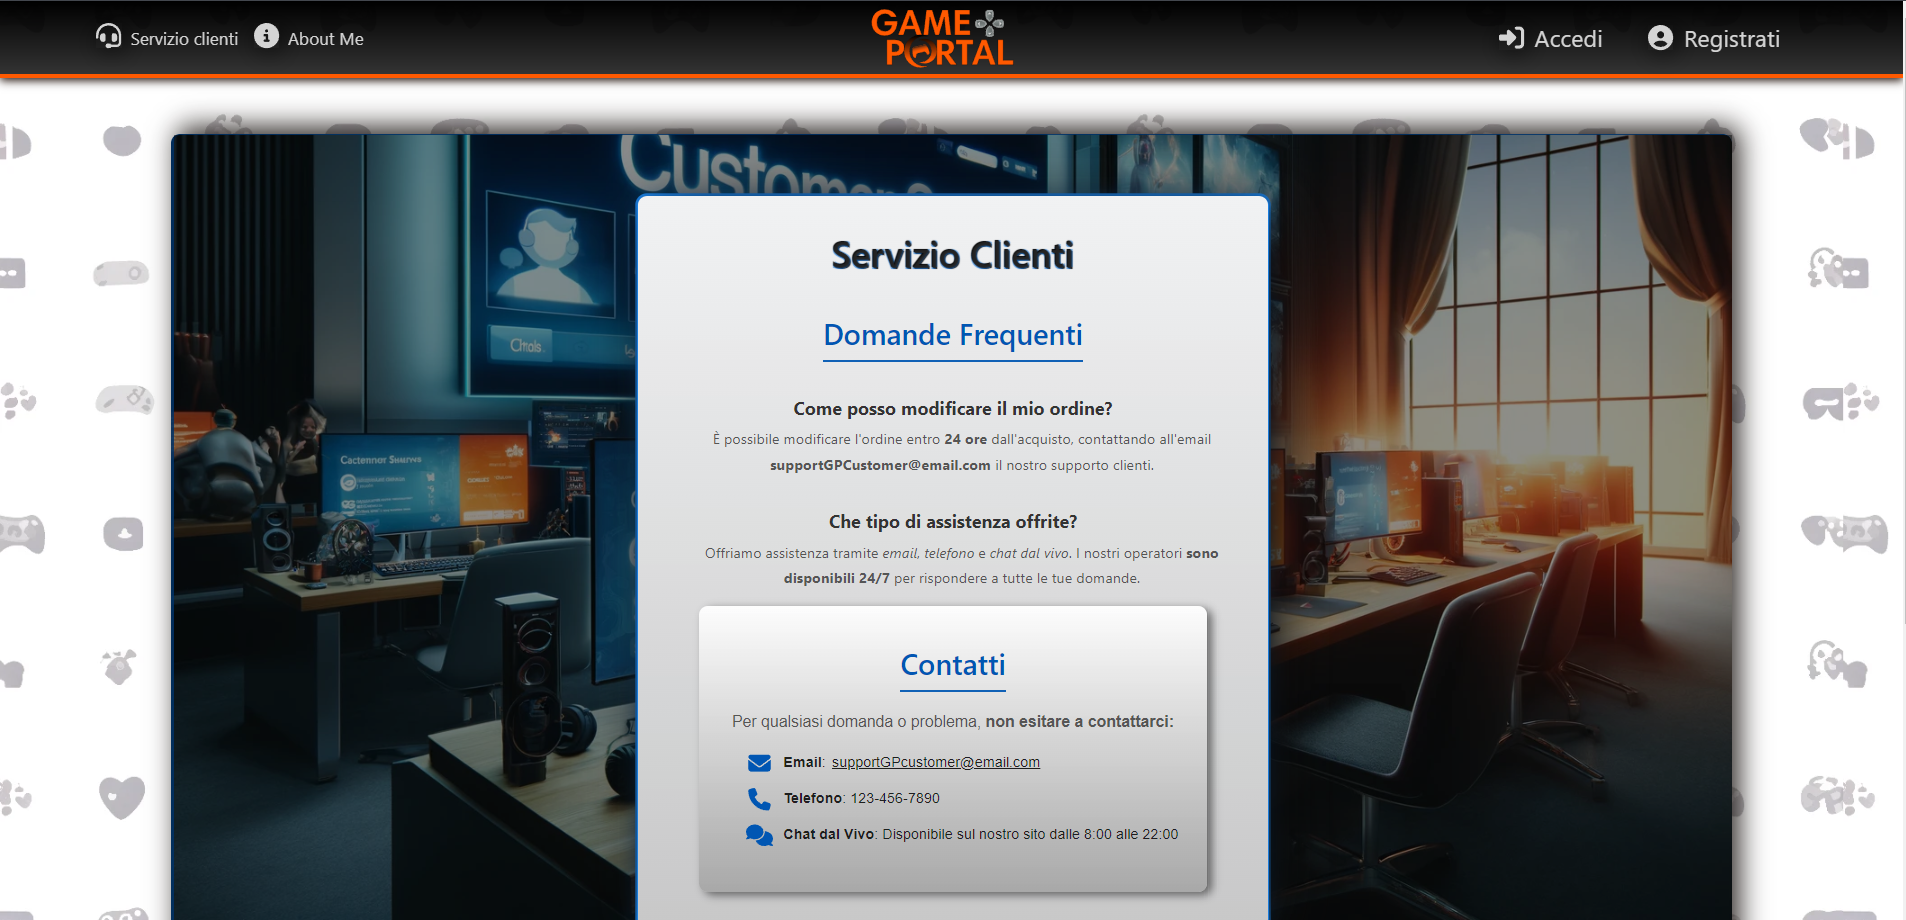 Servizio clienti
About Me
GAME
PORTAL
Accedi
Registrati
Custom
Servizio Clienti
Domande Frequenti
Come posso modificare il mio ordine?
È possibile modificare l'ordine entro 24 ore dall'acquisto, contattando all'email
supportGPCustomer@email.com il nostro supporto clienti.
Che tipo di assistenza offrite?
Offriamo assistenza tramite email, telefono e chat dal vivo. I nostri operatori sono
disponibili 24/7 per rispondere a tutte le tue domande.
Contatti
Per qualsiasi domanda o problema, non esitare a contattarci:
Email: supportGPcustomer@email.com
Telefono: 123-456-7890
Chat dal Vivo: Disponibile sul nostro sito dalle 8:00 alle 22:00